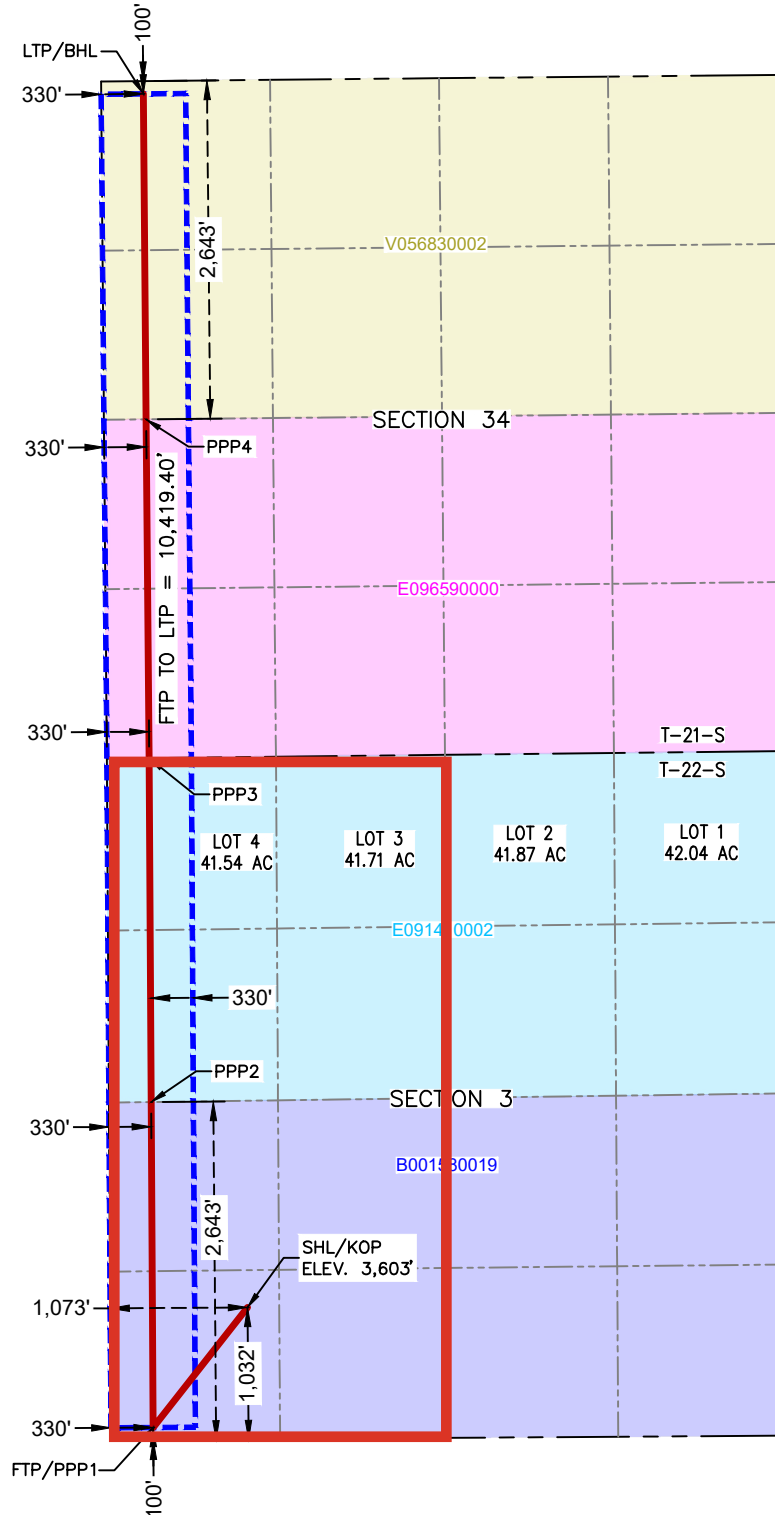 100'
LTP/BHL
330'
2,643'
V056830002
SECTION 34
PPP4
330'
FTP TO LTP = 10,419.40'
E096590000
330'
T-21-S
T-22-S
PPP3
LOT 4
41.54 AC
LOT 3
41.71 AC
LOT 2
41.87 AC
LOT 1
42.04 AC
330'
PPP2
SECTION 3
330'
2,643'
SHL/KOP
ELEV. 3,603'
1,073'
1,032'
330'
FTP/PPP1
100'